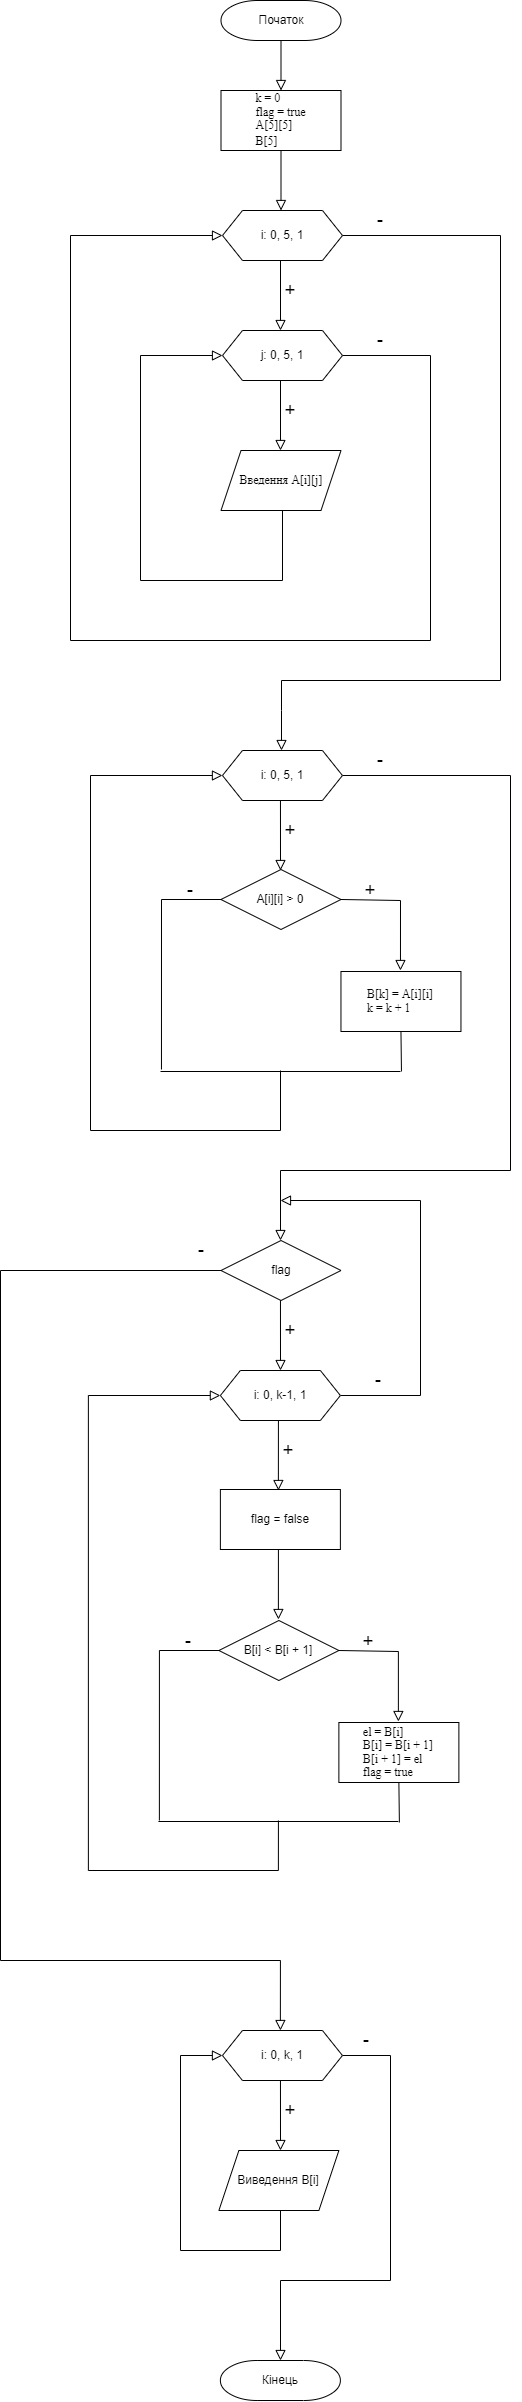 Початок
k = 0
flag = true
A[5][5]
B[5]
i: 0, 5, 1
-
+
j: 0, 5, 1
-
+
Введення A[i][j]
i: 0, 5, 1
-
+
A[i][i] > 0
-
+
B[k] = A[i][i]
k = k + 1
flag
-
+
i: 0, k-1, 1
-
+
flag = false
B[i] < B[i + 1]
-
+
el = B[i]
B[i] = B[i + 1]
B[i + 1] = el
flag = true
i: 0, k, 1
-
+
Виведення B[i]
Кінець